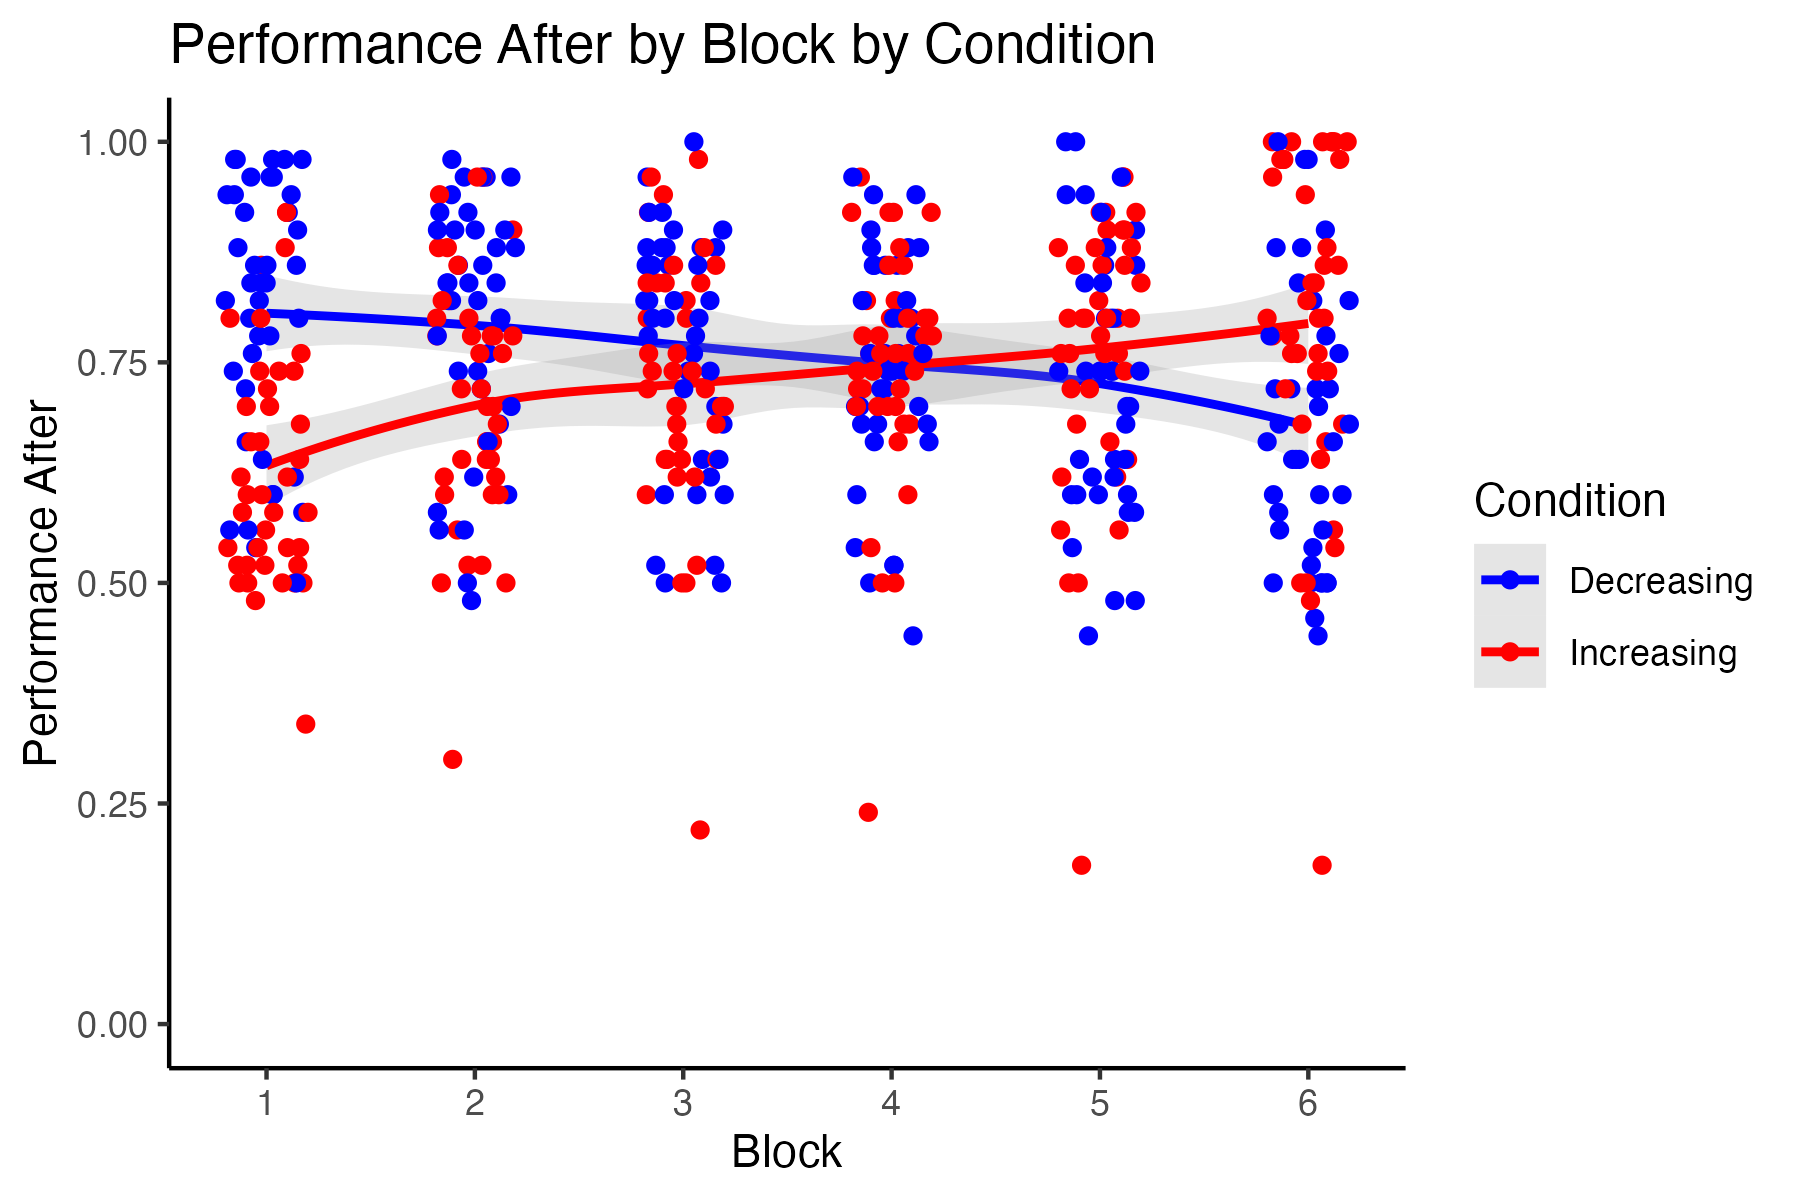 Performance After by Block by Condition
1.00
0.75
0.50
0.25
0.00
Performance After
1 2 3 4 5 6
Block
Condition
Decreasing
Increasing